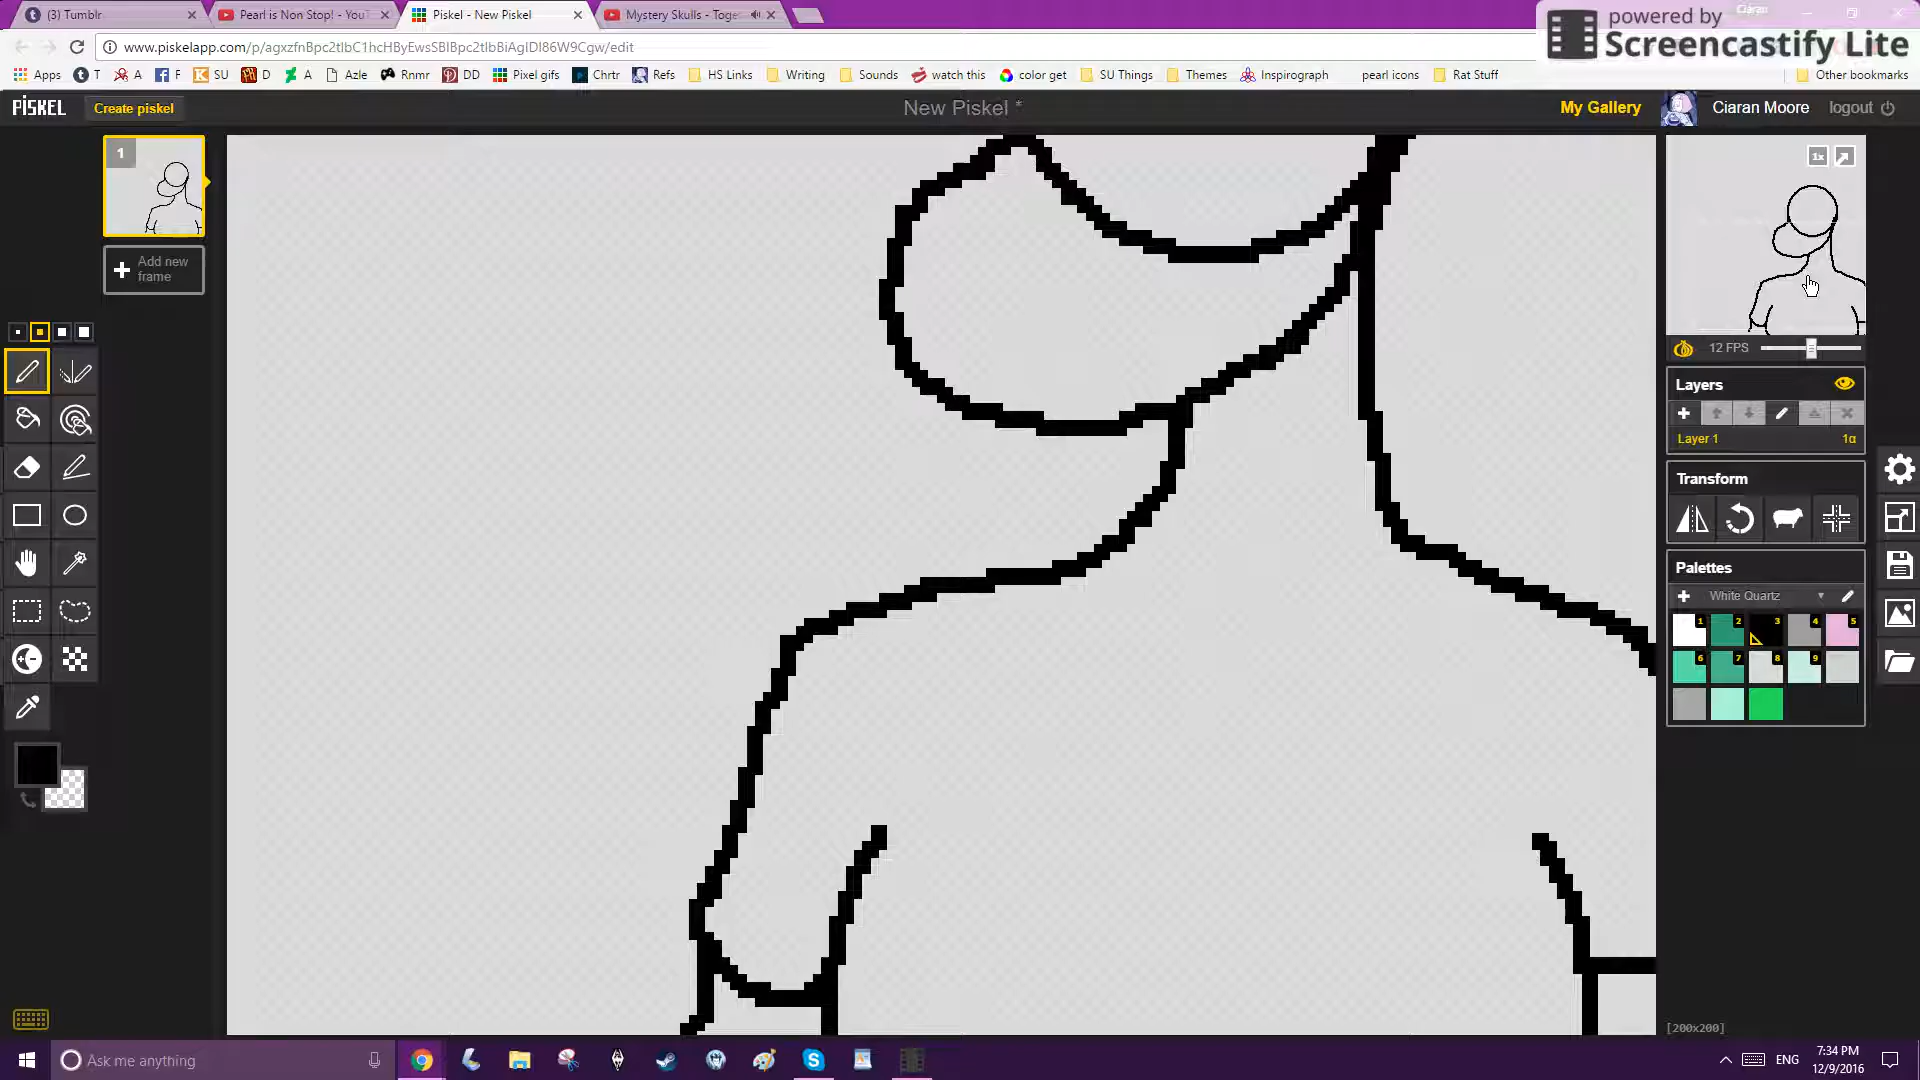 (3) Tumblr
Pearl is Non Stop! - You
Piskel - New Piskel
Mystery Skulls - Toge
Ciaran
powered by
Screencastify Lite
www.piskelapp.com/p/agxzfnBpc2tlbC1hcHByEwsSBlBpc2tlbBiAgIDI86W9Cgw/edit
Apps T A F SU D A Azle Rnmr DD Pixel gifs Chrtr Refs HS Links Writing Sounds watch this color get SU Things Themes Inspirograph pearl icons Rat Stuff Other bookmarks
PISKEL
Create piskel
New Piskel *
My Gallery
Ciaran Moore
logout
1
Add new
frame
1x
12 FPS
Layers
Layer 1
1α
Transform
Palettes
White Quartz
1 2 3 4 5
6 7 8 9
[200x200]
Ask me anything
ENG
7:34 PM
12/9/2016